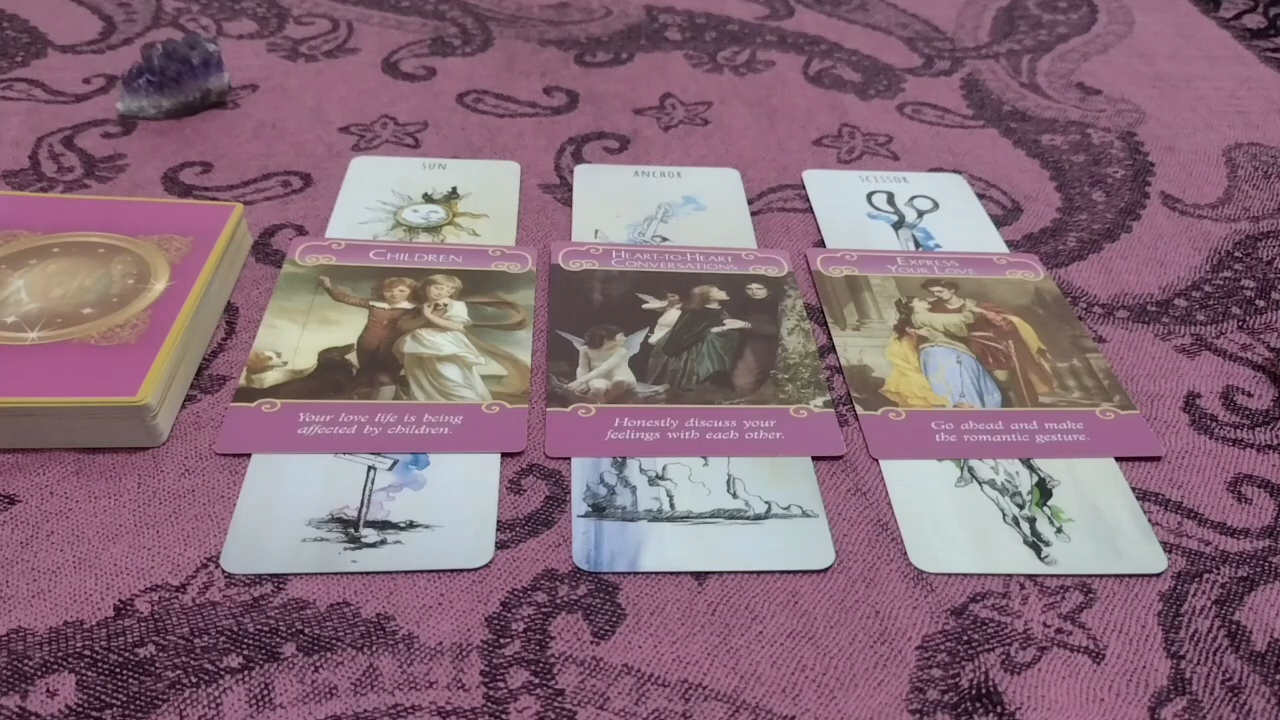 SUN
ANCHOR
SCISSOR
CHILDREN
HEART-TO-HEART
CONVERSATIONS
EXPRESS
YOUR LOVE
Your love life is being
affected by children.
Honestly discuss your
feelings with each other.
Go ahead and make
the romantic gesture.